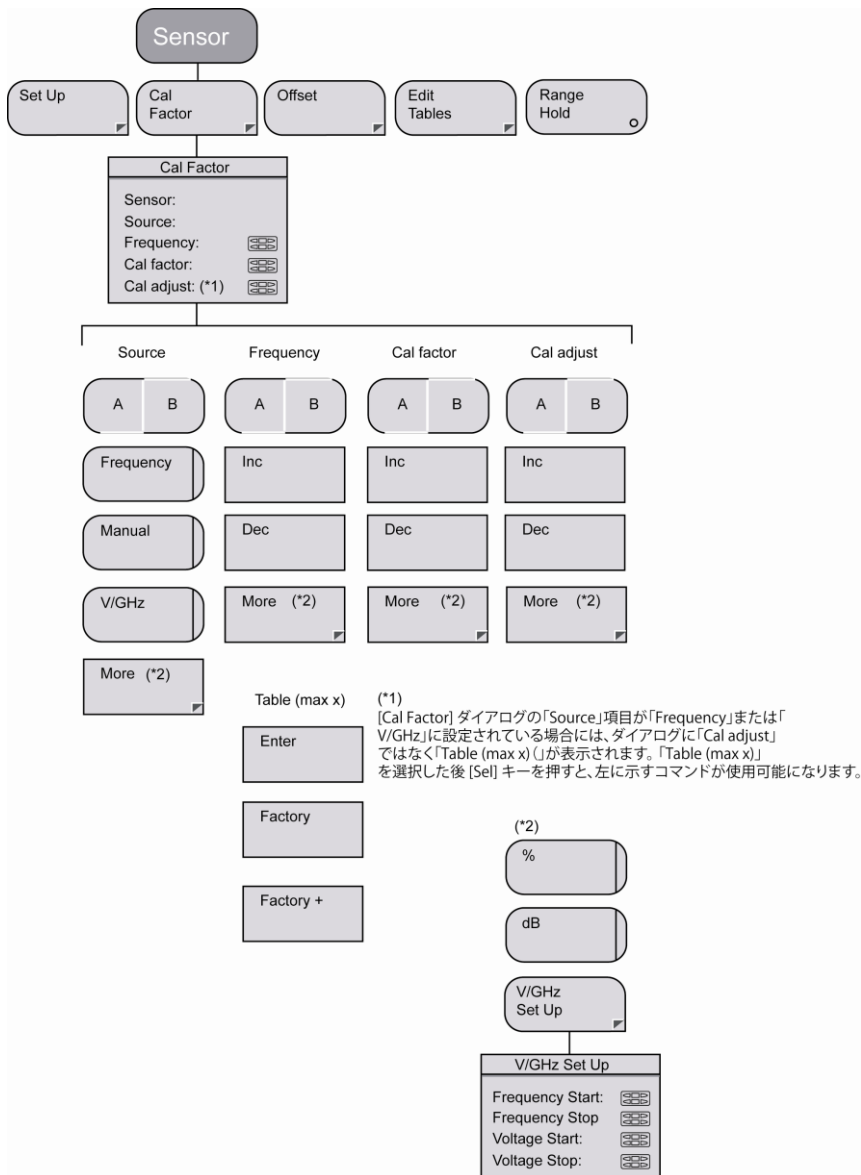 Sensor
Set Up
Cal
Factor
Offset
Edit
Tables
Range
Hold
Cal Factor
Sensor:
Source:
Frequency:
Cal factor:
Cal adjust: (*1)
Source
Frequency
Cal factor
Cal adjust
A B
A B
A B
A B
Frequency
Inc
Inc
Inc
Manual
Dec
Dec
Dec
V/GHz
More (*2)
More (*2)
More (*2)
More (*2)
Table (max x)
Enter
Factory
Factory +
(*1)
[Cal Factor] ダイアログの「Source」項目が「Frequency」または「
V/GHz」に設定されている場合には、ダイアログに「Cal adjust」
ではなく「Table (max x)（」が表示されます。「Table (max x)」
を選択した後 [Sel] キーを押すと、左に示すコマンドが使用可能になります。
(*2)
%
dB
V/GHz
Set Up
V/GHz Set Up
Frequency Start:
Frequency Stop
Voltage Start:
Voltage Stop: